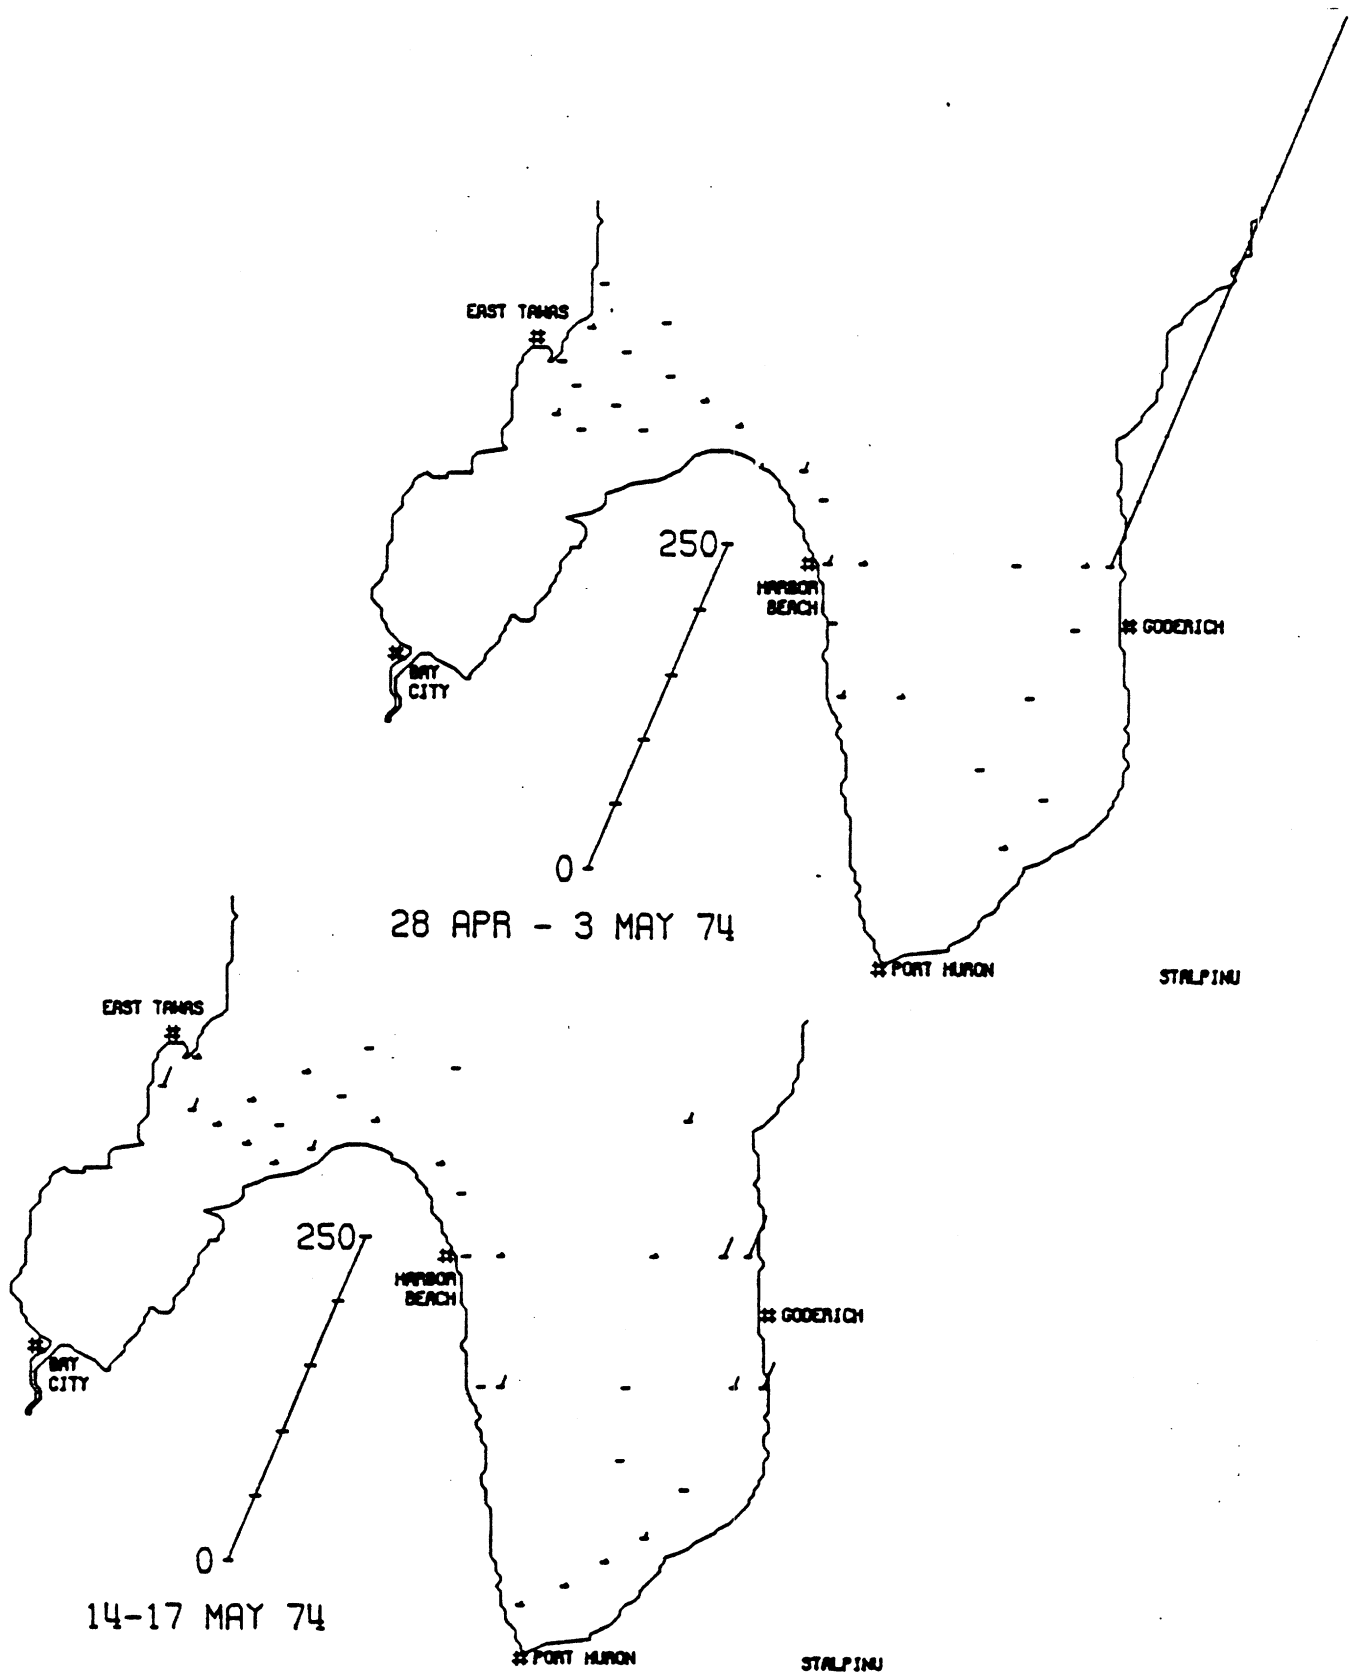 EAST TAWAS
#
250
#
HARBOR
BEACH
# GODERICH
#
BAY
CITY
0
28 APR - 3 MAY 74
# PORT HURON
STALPINU
EAST TAWAS
#
250
#
HARBOR
BEACH
# GODERICH
#
BAY
CITY
0
14-17 MAY 74
# PORT HURON
STALPINU